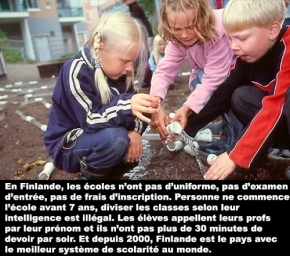 En Finlande, les écoles n'ont pas d'uniforme, pas d'examen
d'entrée, pas de frais d'inscription. Personne ne commence
l'école avant 7 ans, diviser les classes selon leur
intelligence est illégal. Les élèves appellent leurs profs
par leur prénom et ils n'ont pas plus de 30 minutes de
devoir par soir. Et depuis 2000, Finlande est le pays avec
le meilleur système de scolarité au monde.